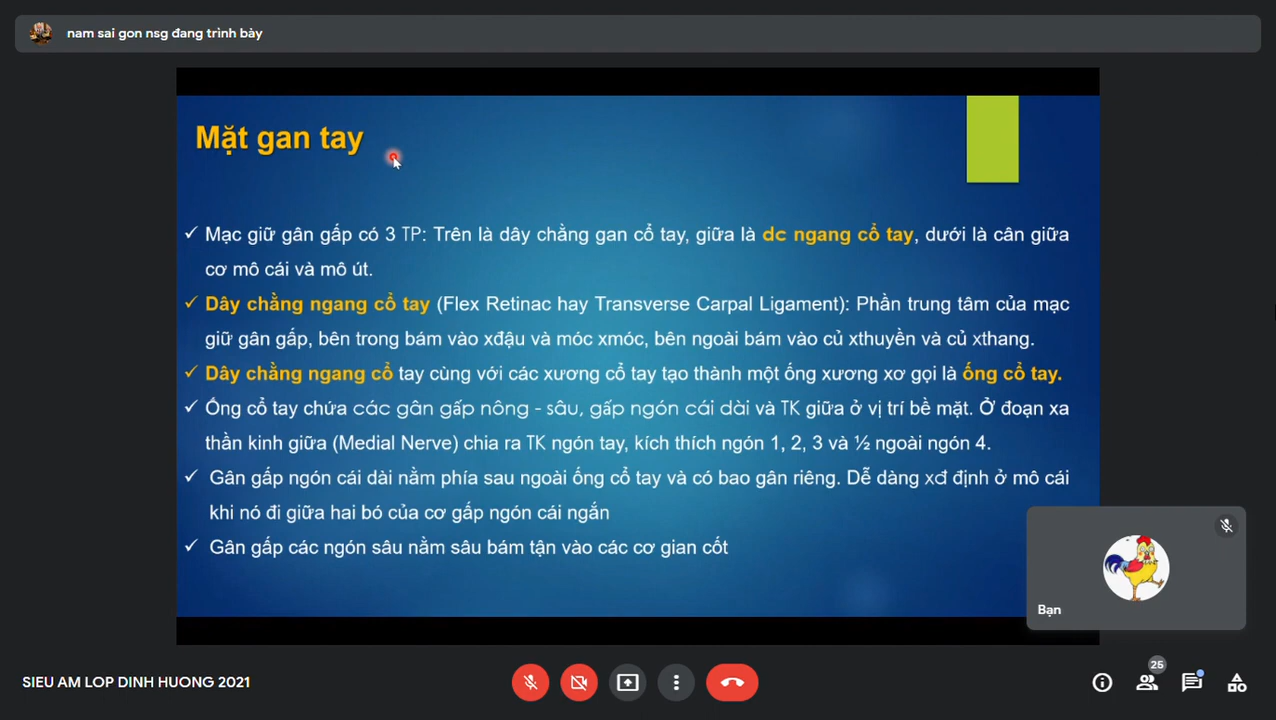 nam sai gon nsg đang trình bày
Mặt gan tay
✓ Mạc giữ gân gấp có 3 TP: Trên là dây chằng gan cổ tay, giữa là dc ngang cổ tay, dưới là cân giữa
cơ mô cái và mô út.
✓ Dây chằng ngang cổ tay (Flex Retinac hay Transverse Carpal Ligament): Phần trung tâm của mạc
giữ gân gấp, bên trong bám vào xđậu và móc xmóc, bên ngoài bám vào củ xthuyền và củ xthang.
✓ Dây chằng ngang cổ tay cùng với các xương cổ tay tạo thành một ống xương xơ gọi là ống cổ tay.
✓ Ống cổ tay chứa các gân gấp nông - sâu, gấp ngón cái dài và TK giữa ở vị trí bề mặt. Ở đoạn xa
thần kinh giữa (Medial Nerve) chia ra TK ngón tay, kích thích ngón 1, 2, 3 và ½ ngoài ngón 4.
✓ Gân gấp ngón cái dài nằm phía sau ngoài ống cổ tay và có bao gân riêng. Dễ dàng xđ định ở mô cái
khi nó đi giữa hai bó của cơ gấp ngón cái ngắn
✓ Gân gấp các ngón sâu nằm sâu bám tận vào các cơ gian cốt
Bạn
SIEU AM LOP DINH HUONG 2021
25